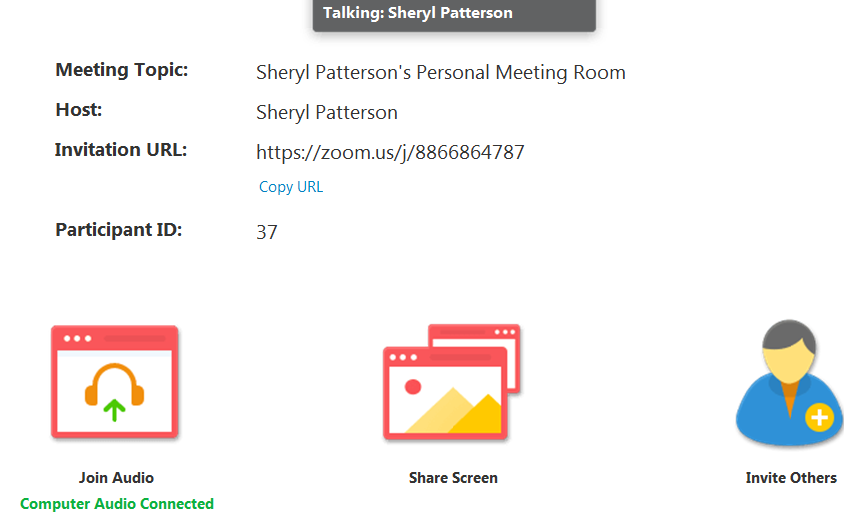 Talking: Sheryl Patterson
Meeting Topic: Sheryl Patterson's Personal Meeting Room
Host: Sheryl Patterson
Invitation URL: https://zoom.us/j/8866864787
Copy URL
Participant ID: 37
Join Audio
Computer Audio Connected
Share Screen
Invite Others